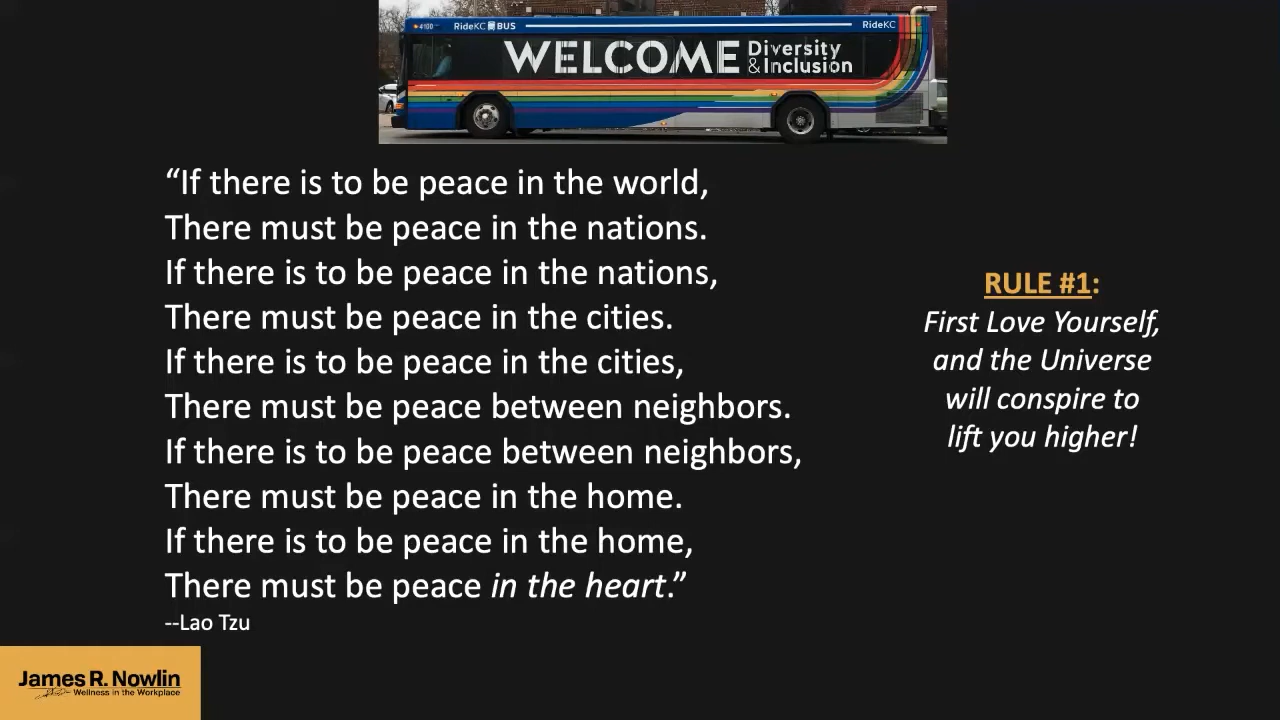 4100 RideKC BUS RideKC
WELCOME Diversity
& Inclusion
“If there is to be peace in the world,
There must be peace in the nations.
If there is to be peace in the nations,
There must be peace in the cities.
If there is to be peace in the cities,
There must be peace between neighbors.
If there is to be peace between neighbors,
There must be peace in the home.
If there is to be peace in the home,
There must be peace in the heart.”
--Lao Tzu
RULE #1:
First Love Yourself,
and the Universe
will conspire to
lift you higher!
James R. Nowlin
Wellness in the Workplace